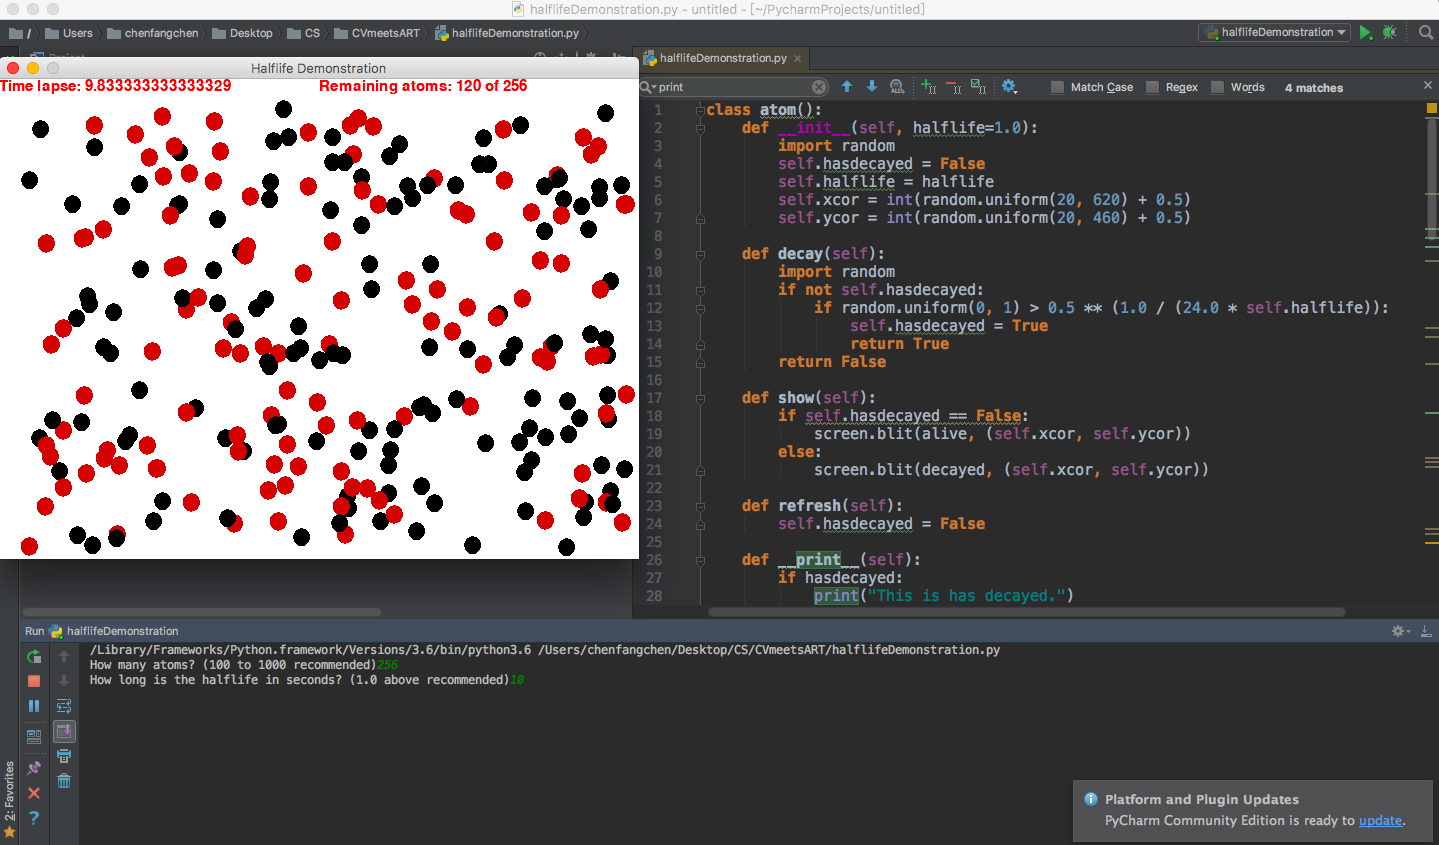 halflifeDemonstration.py - untitled - [~/PycharmProjects/untitled]
/ Users chenfangchen Desktop CS CVmeetsART halflifeDemonstration.py halflifeDemonstration
halflifeDemonstration.py
Halflife Demonstration
Time lapse: 9.833333333333329 Remaining atoms: 120 of 256
print Match Case Regex Words 4 matches
1 class atom():
2 def __init__(self, halflife=1.0):
3 import random
4 self.hasdecayed = False
5 self.halflife = halflife
6 self.xcor = int(random.uniform(20, 620) + 0.5)
7 self.ycor = int(random.uniform(20, 460) + 0.5)
8
9 def decay(self):
10 import random
11 if not self.hasdecayed:
12 if random.uniform(0, 1) > 0.5 ** (1.0 / (24.0 * self.halflife)):
13 self.hasdecayed = True
14 return True
15 return False
16
17 def show(self):
18 if self.hasdecayed == False:
19 screen.blit(alive, (self.xcor, self.ycor))
20 else:
21 screen.blit(decayed, (self.xcor, self.ycor))
22
23 def refresh(self):
24 self.hasdecayed = False
25
26 def __print__(self):
27 if hasdecayed:
28 print("This is has decayed.")
Run halflifeDemonstration
/Library/Frameworks/Python.framework/Versions/3.6/bin/python3.6 /Users/chenfangchen/Desktop/CS/CVmeetsART/halflifeDemonstration.py
How many atoms? (100 to 1000 recommended)256
How long is the halflife in seconds? (1.0 above recommended)10
2: Favorites
Platform and Plugin Updates
PyCharm Community Edition is ready to update.